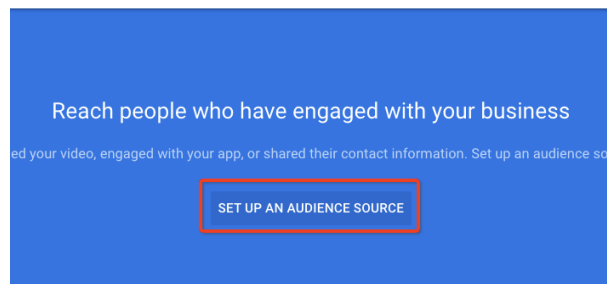 Reach people who have engaged with your business
ed your video, engaged with your app, or shared their contact information. Set up an audience so
SET UP AN AUDIENCE SOURCE